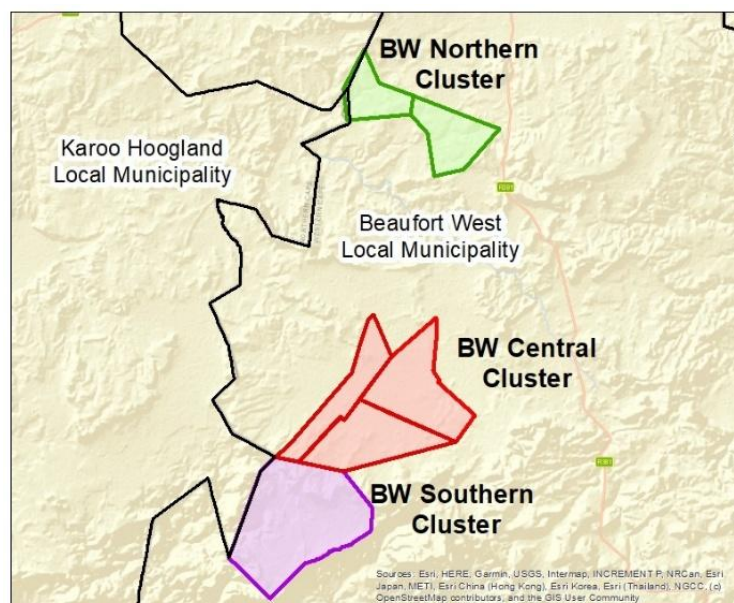 BW Northern
Cluster
Karoo Hoogland
Local Municipality
Beaufort West
Local Municipality
BW Central
Cluster
BW Southern
Cluster
Sources: Esri, HERE, Garmin, USGS, Intermap, INCREMENT P, NRCan, Esri
Japan, METI, Esri China (Hong Kong), Esri Korea, Esri (Thailand), NGCC, (c)
OpenStreetMap contributors, and the GIS User Community